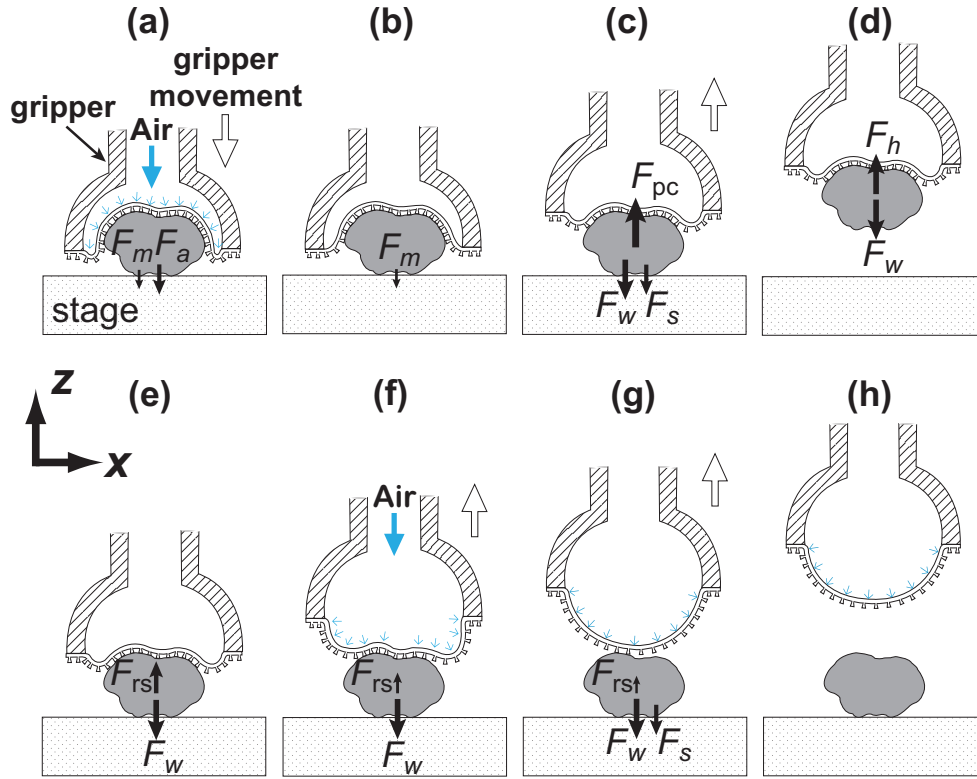 (a)
gripper
movement
gripper
Air
F_m F_a
stage
(b)
F_m
(c)
F_pc
F_w F_s
(d)
F_h
F_w
z
x
(e)
F_rs
F_w
(f)
Air
F_rs
F_w
(g)
F_rs
F_w F_s
(h)